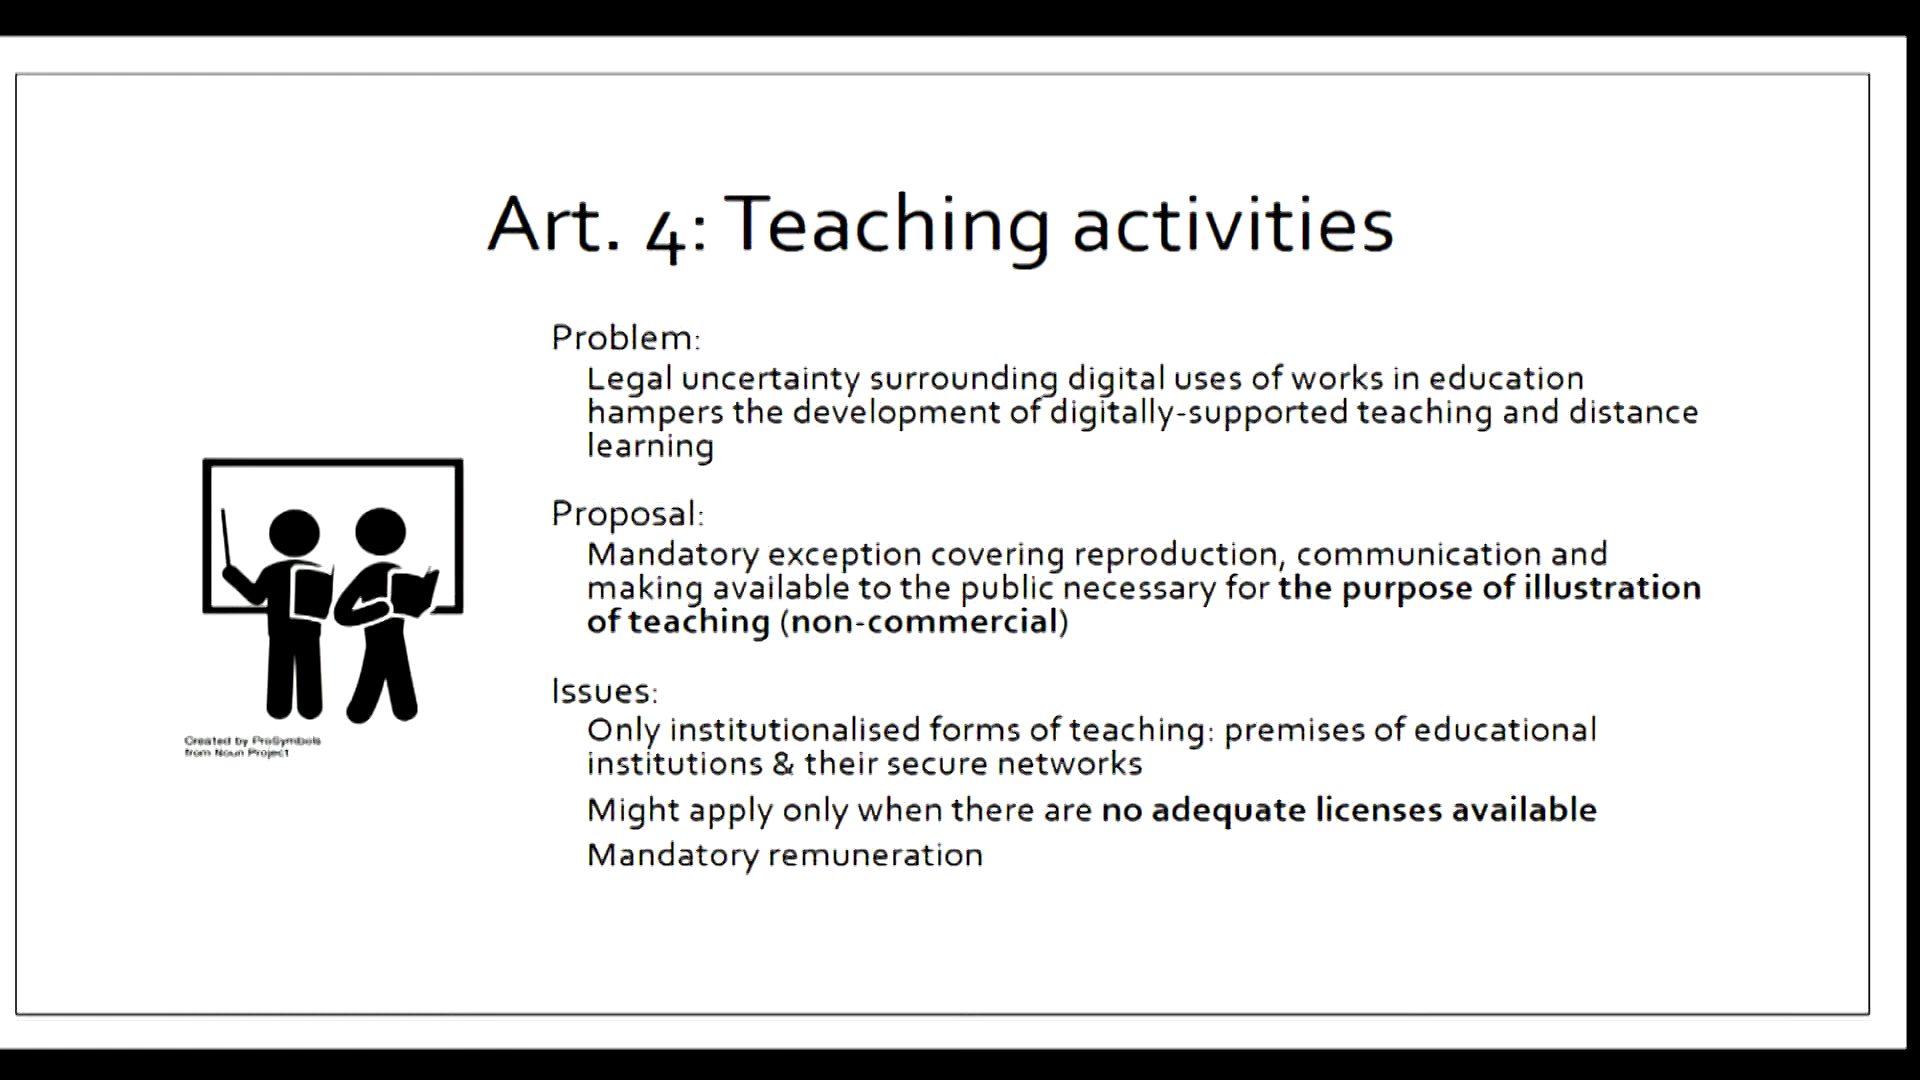 Art. 4: Teaching activities
Problem:
Legal uncertainty surrounding digital uses of works in education
hampers the development of digitally-supported teaching and distance
learning
Proposal:
Mandatory exception covering reproduction, communication and
making available to the public necessary for the purpose of illustration
of teaching (non-commercial)
Issues:
Only institutionalised forms of teaching: premises of educational
institutions & their secure networks
Might apply only when there are no adequate licenses available
Mandatory remuneration
Created by ProSymbols
from Noun Project